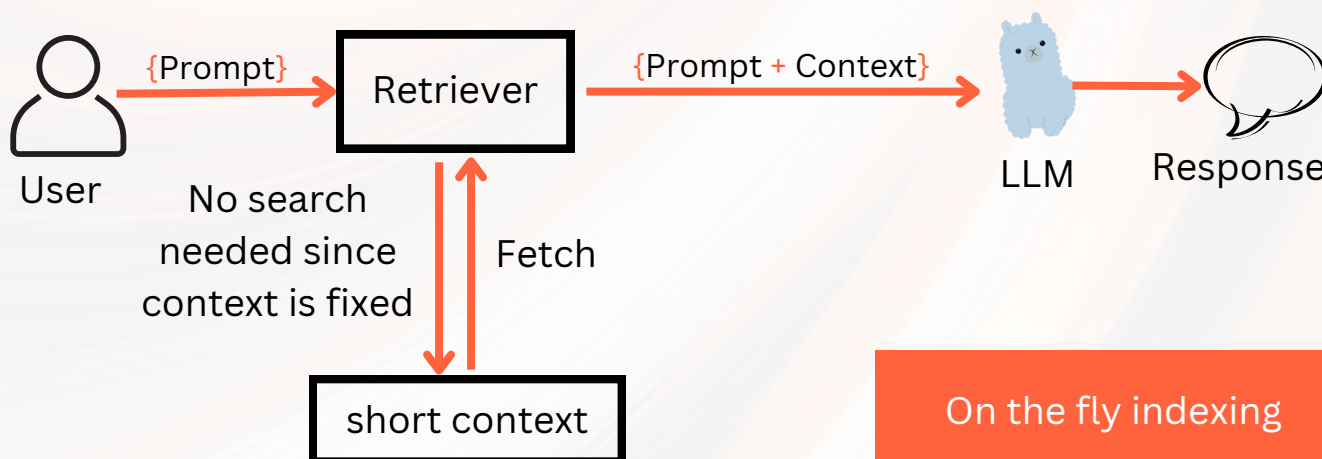 {Prompt}
Retriever
{Prompt + Context}
User
LLM
Response
No search
needed since
context is fixed
Fetch
short context
On the fly indexing